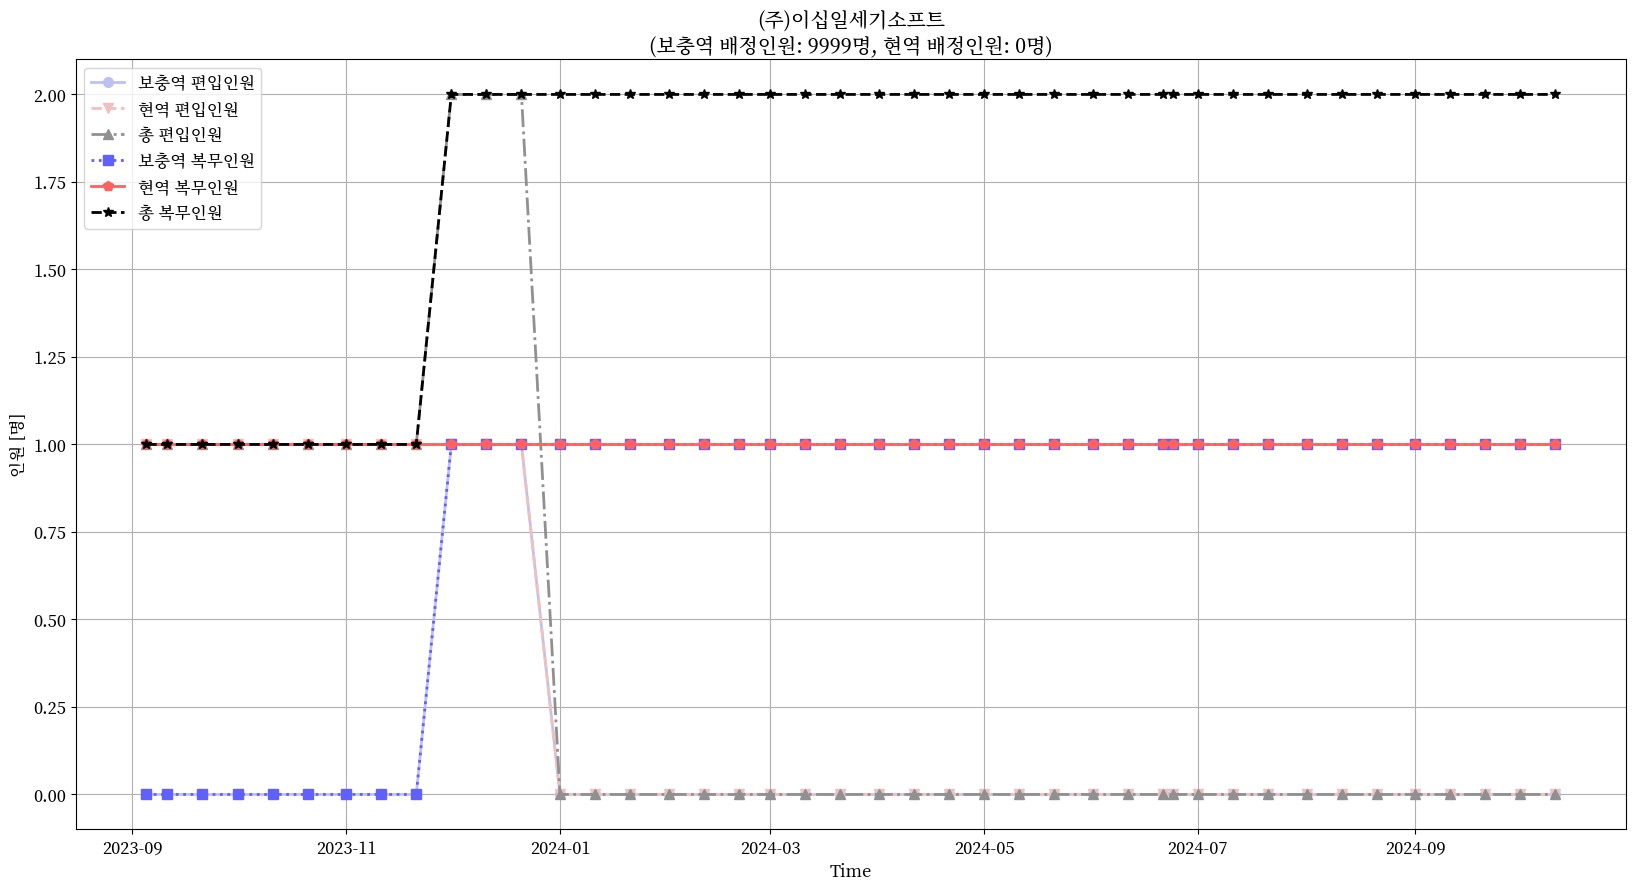 (주)이십일세기소프트
(보충역 배정인원: 9999명, 현역 배정인원: 0명)
보충역 편입인원
현역 편입인원
총 편입인원
보충역 복무인원
현역 복무인원
총 복무인원
인원 [명]
2.00
1.75
1.50
1.25
1.00
0.75
0.50
0.25
0.00
2023-09
2023-11
2024-01
2024-03
2024-05
2024-07
2024-09
Time